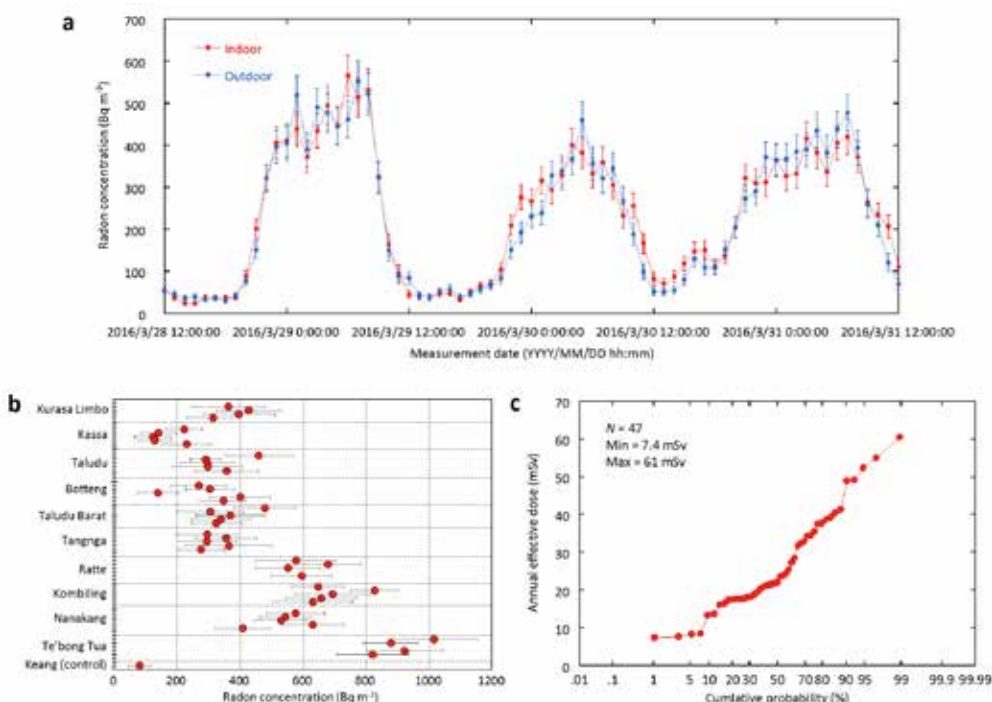 a
700
600
500
400
300
200
100
0
Radon concentration (Bq m⁻³)
Indoor
Outdoor
2016/3/28 12:00:00 2016/3/29 0:00:00 2016/3/29 12:00:00 2016/3/30 0:00:00 2016/3/30 12:00:00 2016/3/31 0:00:00 2016/3/31 12:00:00
Measurement date (YYYY/MM/DD hh:mm)
b
Kurasa Limbo
Kassa
Taludu
Botteng
Taludu Barat
Tangnga
Ratte
Kombiling
Nanakang
Te'bong Tua
Keang (control)
0 200 400 600 800 1000 1200
Radon concentration (Bq m⁻³)
c
70
60
50
40
30
20
10
0
Annual effective dose (mSv)
N = 47
Min = 7.4 mSv
Max = 61 mSv
.01 .1 1 5 10 20 30 50 70 80 90 95 99 99.9 99.99
Cumlative probability (%)